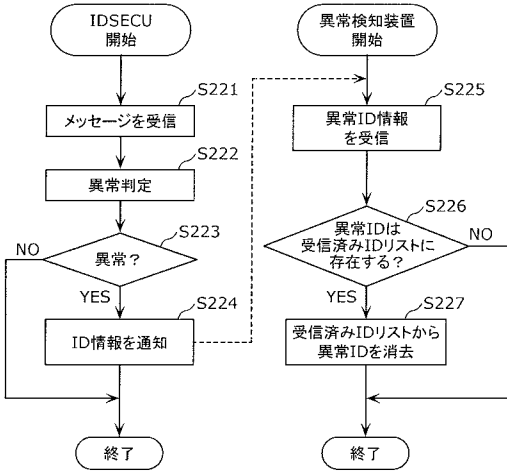 IDSECU
開始
S221
メッセージを受信
S222
異常判定
S223
異常？
NO
YES
S224
ID情報を通知
終了
異常検知装置
開始
S225
異常ID情報
を受信
S226
異常IDは
受信済みIDリストに
存在する？
NO
YES
S227
受信済みIDリストから
異常IDを消去
終了